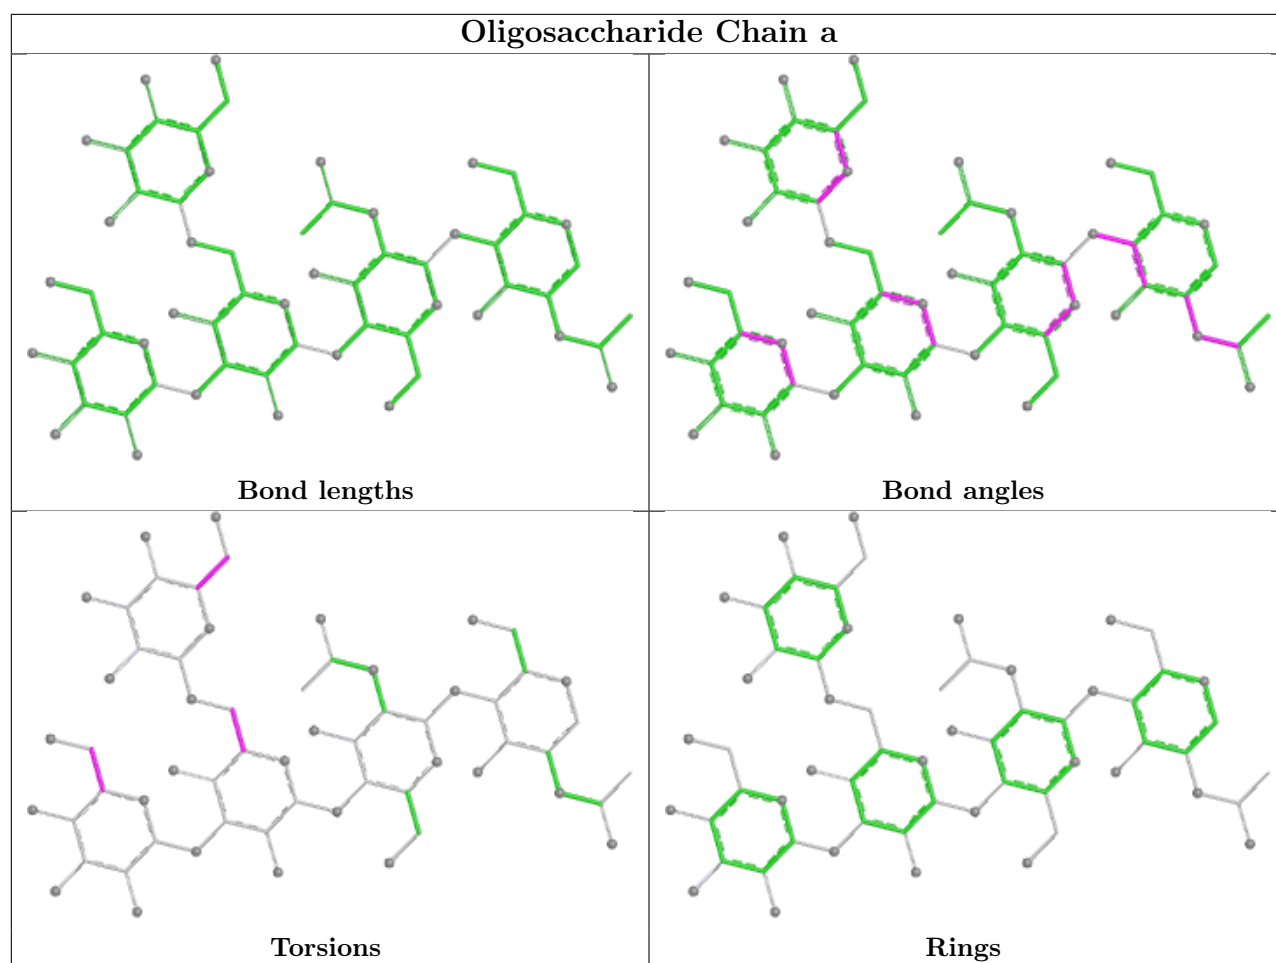 Oligosaccharide Chain a
Bond lengths
Bond angles
Torsions
Rings